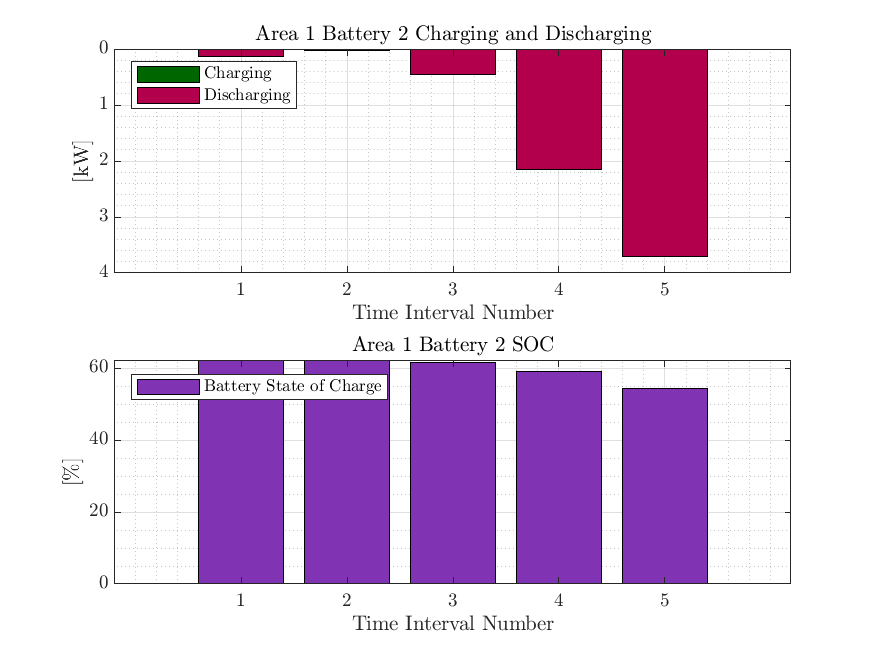 Area 1 Battery 2 Charging and Discharging
0
1
2
3
4
[kW]
Charging
Discharging
1 2 3 4 5
Time Interval Number
Area 1 Battery 2 SOC
60
40
20
0
[%]
Battery State of Charge
1 2 3 4 5
Time Interval Number